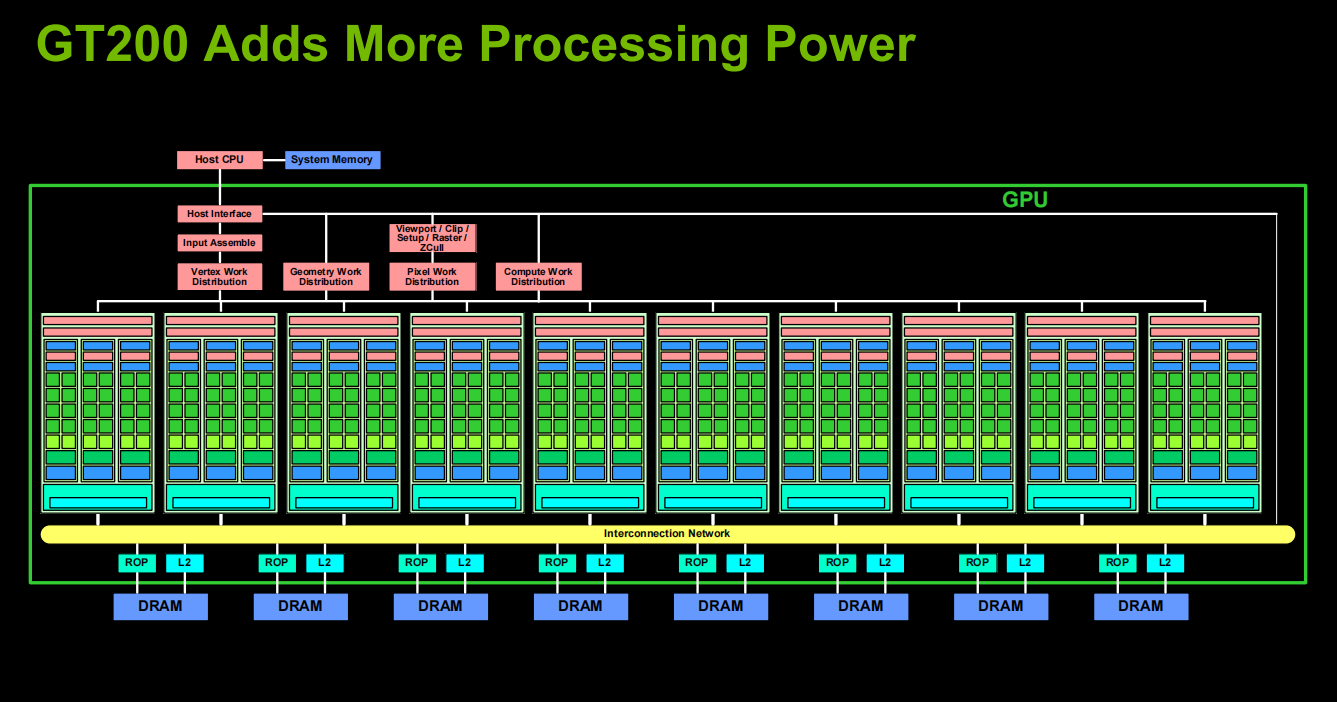 GT200 Adds More Processing Power
Host CPU
System Memory
GPU
Host Interface
Input Assemble
Viewport / Clip /
Setup / Raster /
ZCull
Vertex Work
Distribution
Geometry Work
Distribution
Pixel Work
Distribution
Compute Work
Distribution
Interconnection Network
ROP L2 ROP L2 ROP L2 ROP L2 ROP L2 ROP L2 ROP L2 ROP L2
DRAM DRAM DRAM DRAM DRAM DRAM DRAM DRAM